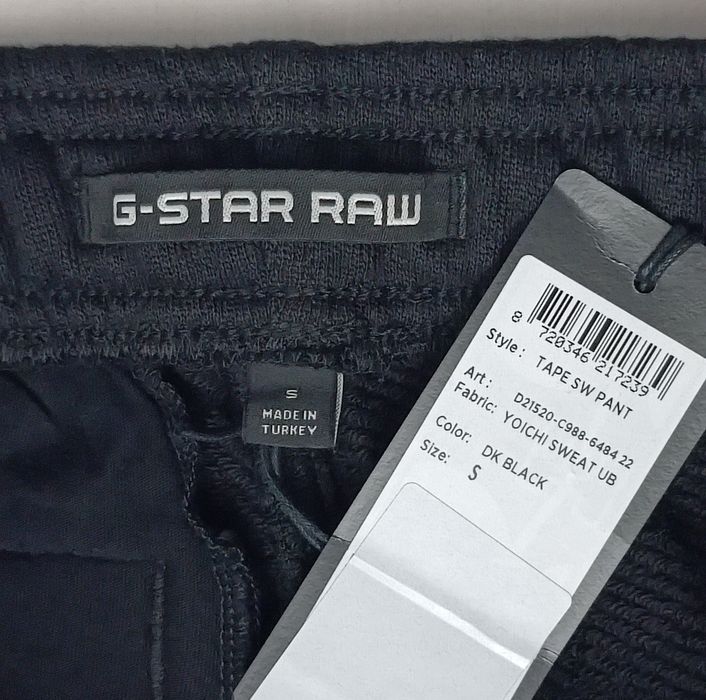 G-STAR RAW
S
MADE IN
TURKEY
8 720346 217239
Style: TAPE SW PANT
Art.: D21520-C988-6484 22
Fabric: YOICHI SWEAT UB
Color: DK BLACK
Size: S